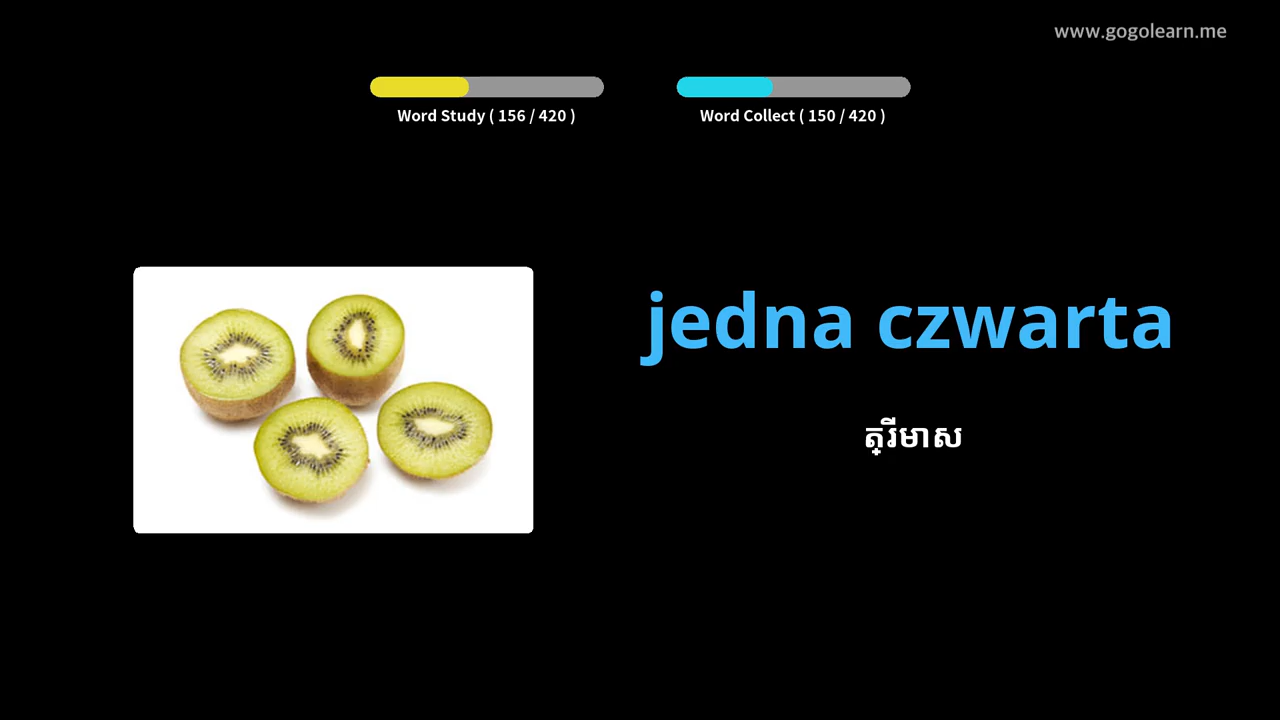 www.gogolearn.me
Word Study ( 156 / 420 )
Word Collect ( 150 / 420 )
jedna czwarta
ត្រីមាស